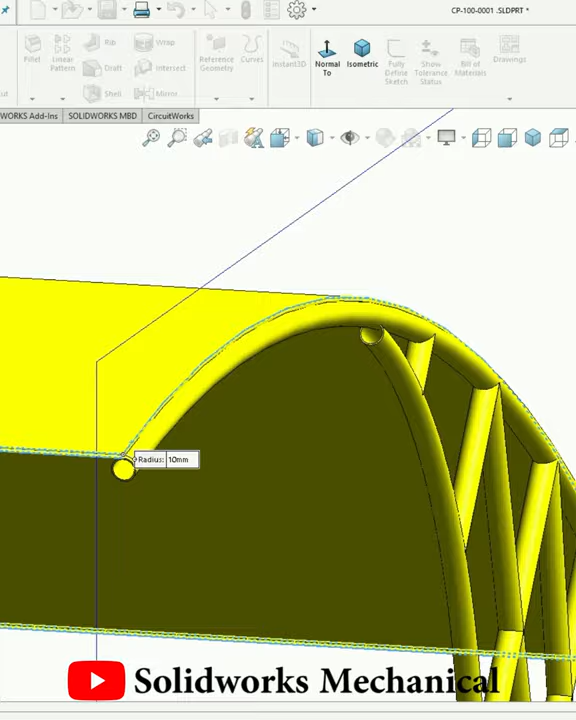 CP-100-0001 .SLDPRT *
Fillet
Linear
Pattern
Rib
Draft
Shell
Wrap
Intersect
Mirror
Reference
Geometry
Curves
Instant3D
Normal
To
Isometric
Fully
Define
Sketch
Show
Tolerance
Status
Bill of
Materials
Drawings
ut
WORKS Add-Ins
SOLIDWORKS MBD
CircuitWorks
Radius: 10mm
Solidworks Mechanical